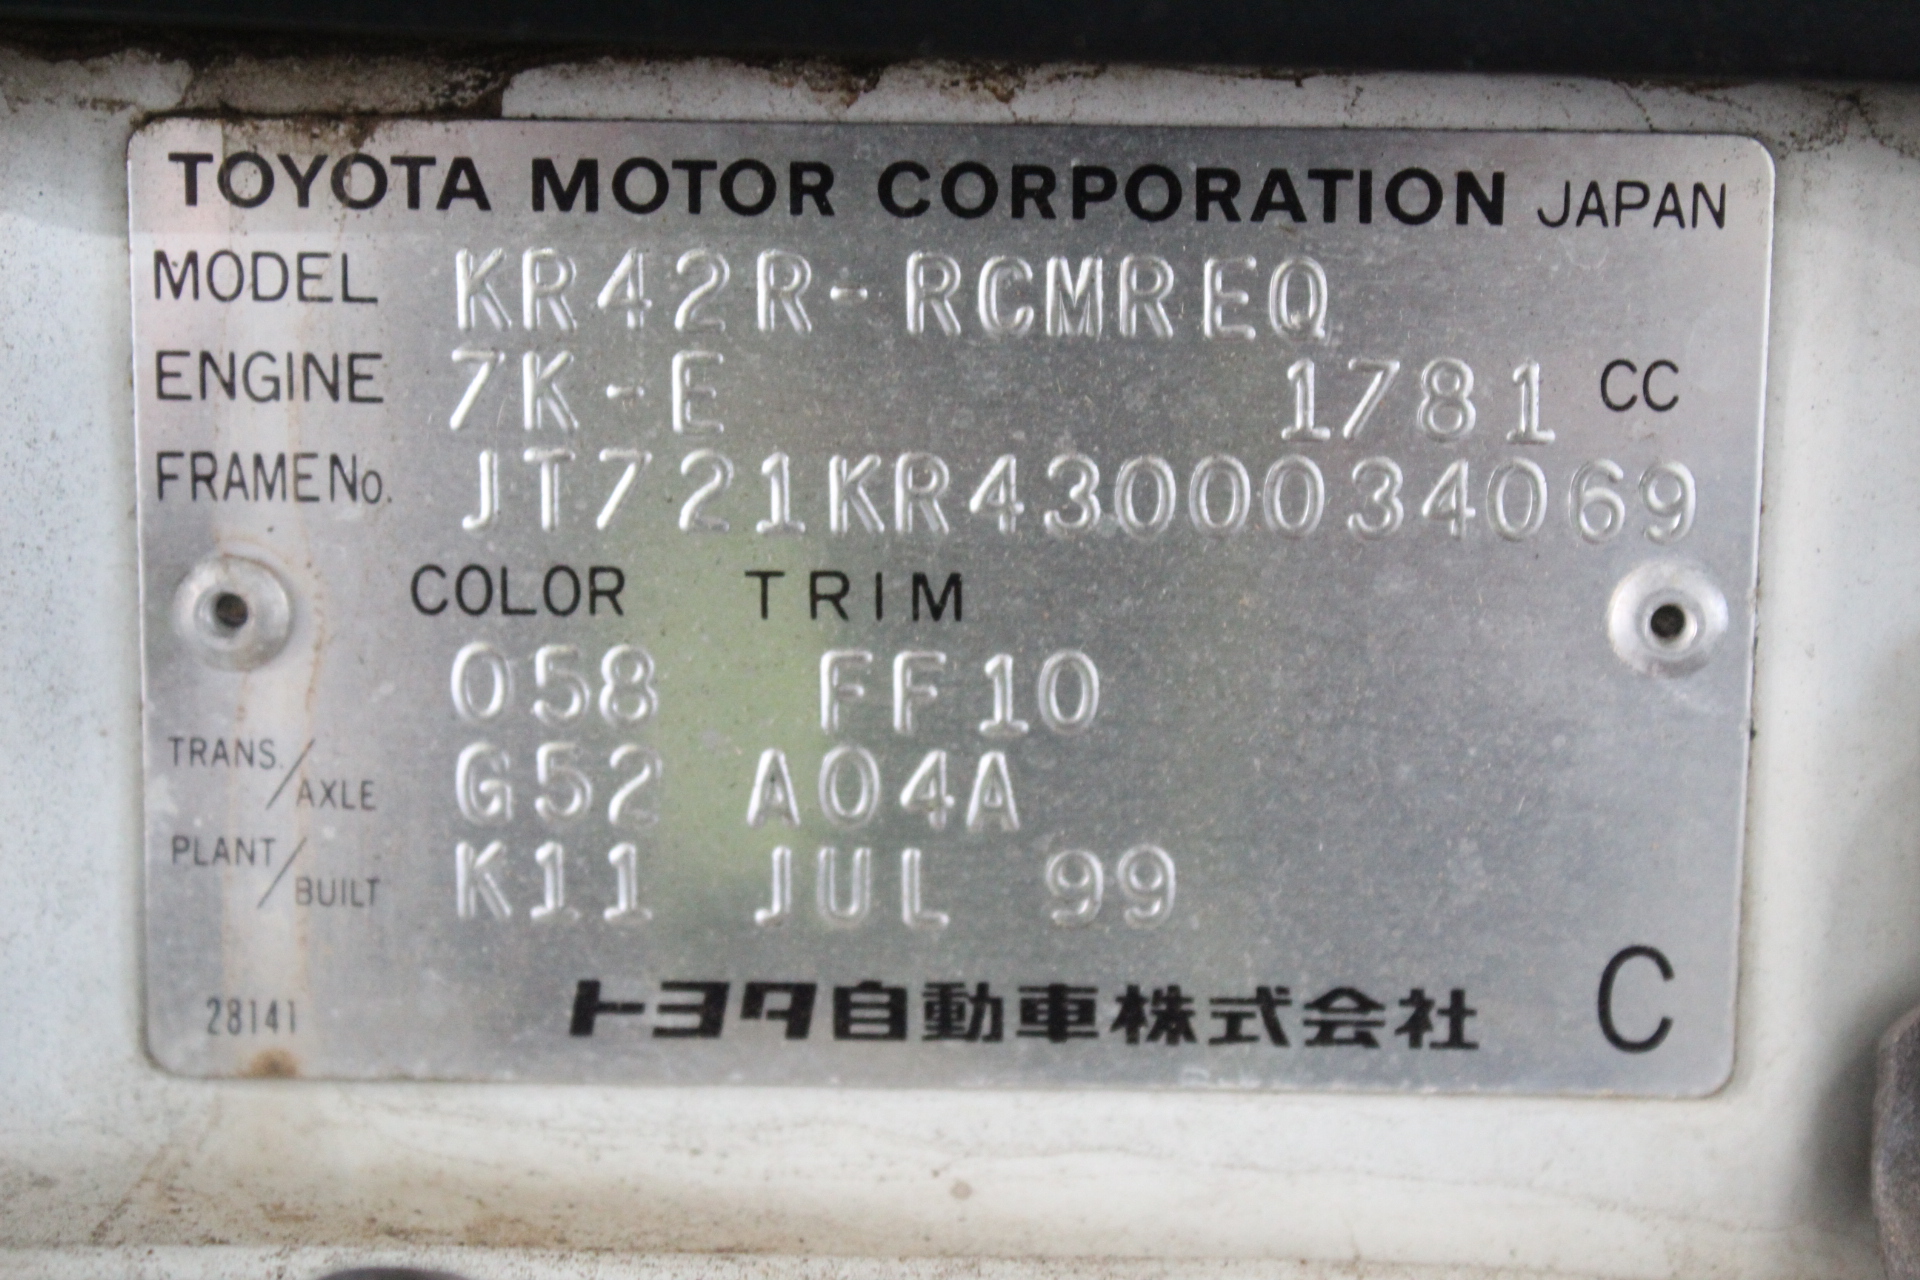 TOYOTA MOTOR CORPORATION JAPAN
MODEL KR42R-RCMREQ
ENGINE 7K-E 1781 CC
FRAME No. JT721KR4300034069
COLOR TRIM
058 FF10
TRANS./AXLE G52 A04A
PLANT/BUILT K11 JUL 99
トヨタ自動車株式会社 C
28141